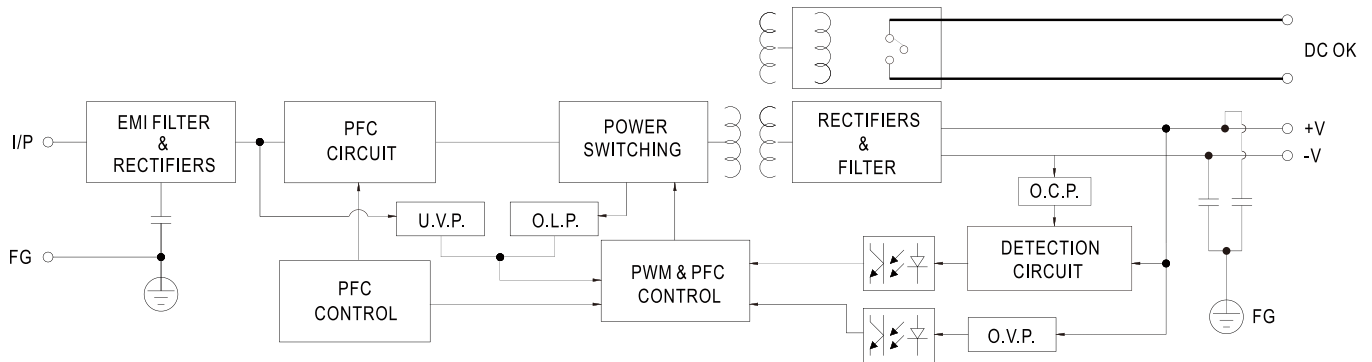 DC OK
I/P
EMI FILTER
&
RECTIFIERS
PFC
CIRCUIT
POWER
SWITCHING
RECTIFIERS
&
FILTER
+V
-V
O.C.P.
U.V.P.
O.L.P.
FG
PFC
CONTROL
PWM & PFC
CONTROL
DETECTION
CIRCUIT
O.V.P.
FG